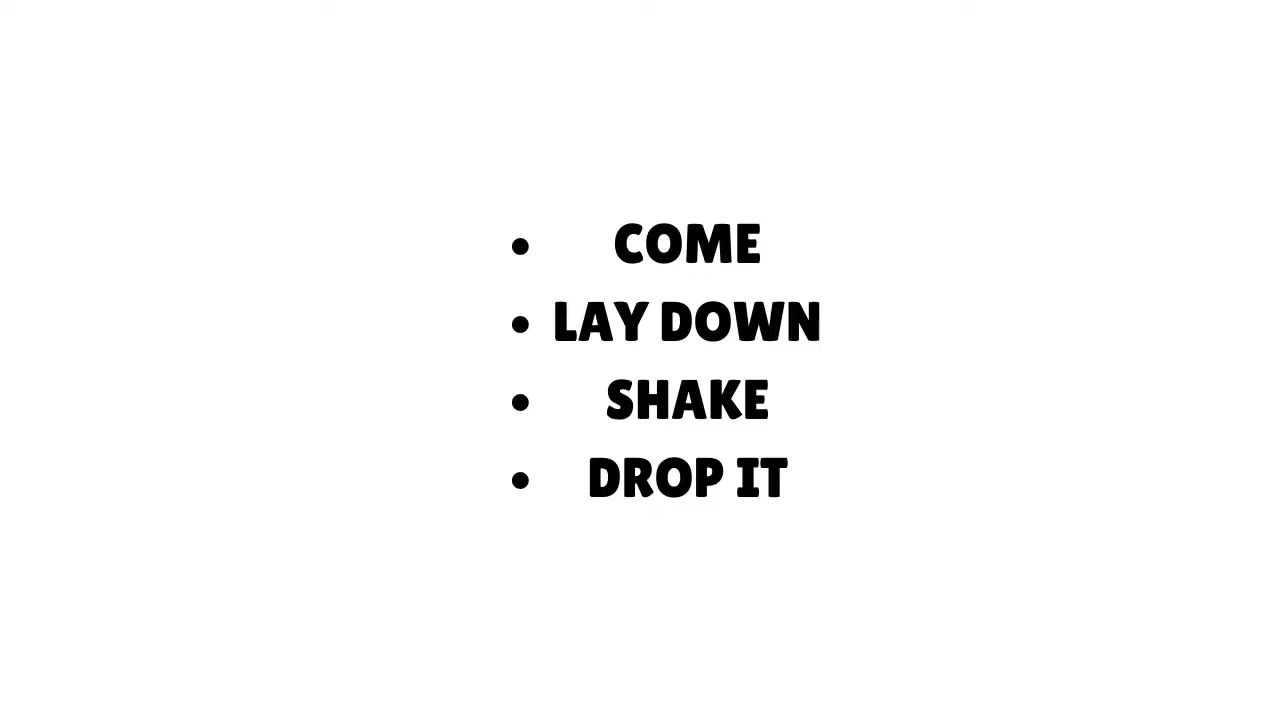 • COME
• LAY DOWN
• SHAKE
• DROP IT